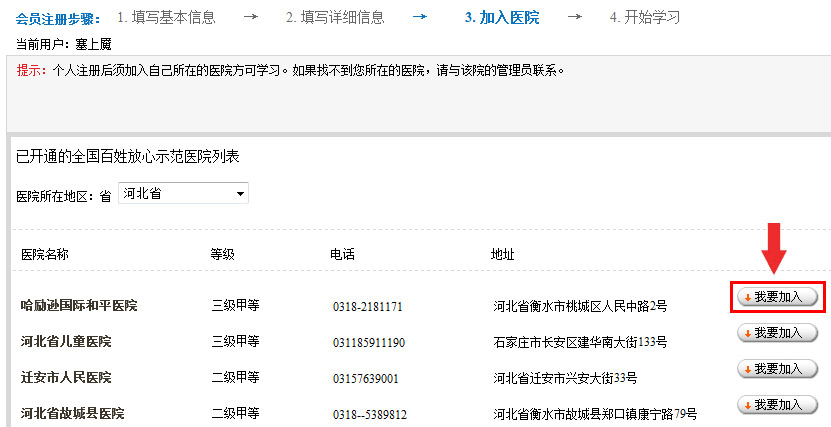 会员注册步骤： 1. 填写基本信息 → 2. 填写详细信息 → 3. 加入医院 → 4. 开始学习
当前用户：塞上魇
提示：个人注册后须加入自己所在的医院方可学习。如果找不到您所在的医院，请与该院的管理员联系。
已开通的全国百姓放心示范医院列表
医院所在地区：省 河北省
医院名称 等级 电话 地址
哈励逊国际和平医院 三级甲等 0318-2181171 河北省衡水市桃城区人民中路2号 我要加入
河北省儿童医院 三级甲等 031185911190 石家庄市长安区建华南大街133号 我要加入
迁安市人民医院 二级甲等 03157639001 河北省迁安市兴安大街33号 我要加入
河北省故城县医院 二级甲等 0318--5389812 河北省衡水市故城县郑口镇康宁路79号 我要加入